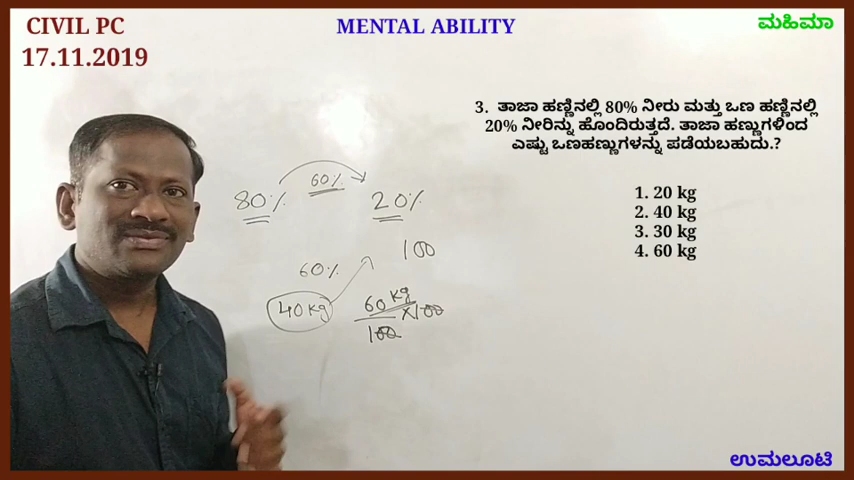 CIVIL PC
17.11.2019
MENTAL ABILITY
ಮಹಿಮಾ
3. ತಾಜಾ ಹಣ್ಣಿನಲ್ಲಿ 80% ನೀರು ಮತ್ತು ಒಣ ಹಣ್ಣಿನಲ್ಲಿ
20% ನೀರಿನ್ನು ಹೊಂದಿರುತ್ತದೆ. ತಾಜಾ ಹಣ್ಣುಗಳಿಂದ
ಎಷ್ಟು ಒಣಹಣ್ಣುಗಳನ್ನು ಪಡೆಯಬಹುದು.?
1. 20 kg
2. 40 kg
3. 30 kg
4. 60 kg
80% 60% 20%
100
60%
40 kg
60 kg
×100
100
ಉಮಲೂಟಿ